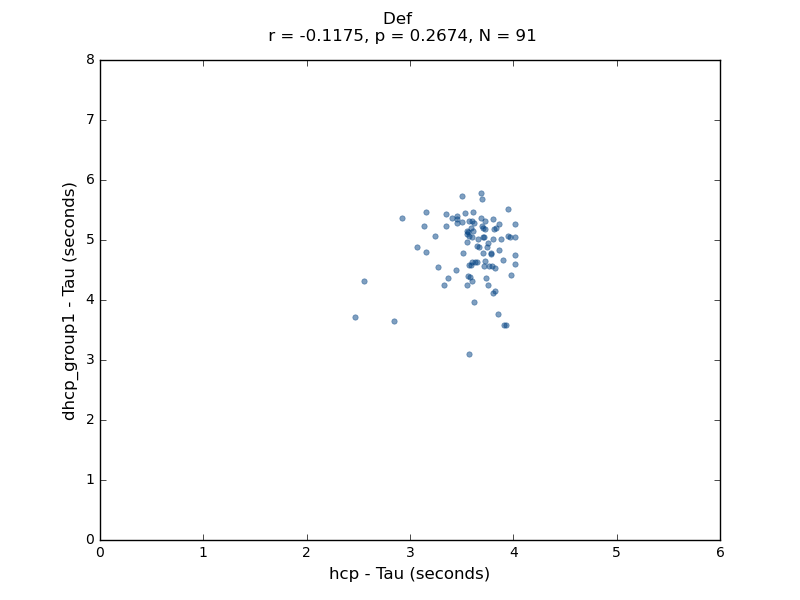 Def
r = -0.1175, p = 0.2674, N = 91
8
7
6
5
4
3
2
1
0
0 1 2 3 4 5 6
dhcp_group1 - Tau (seconds)
hcp - Tau (seconds)